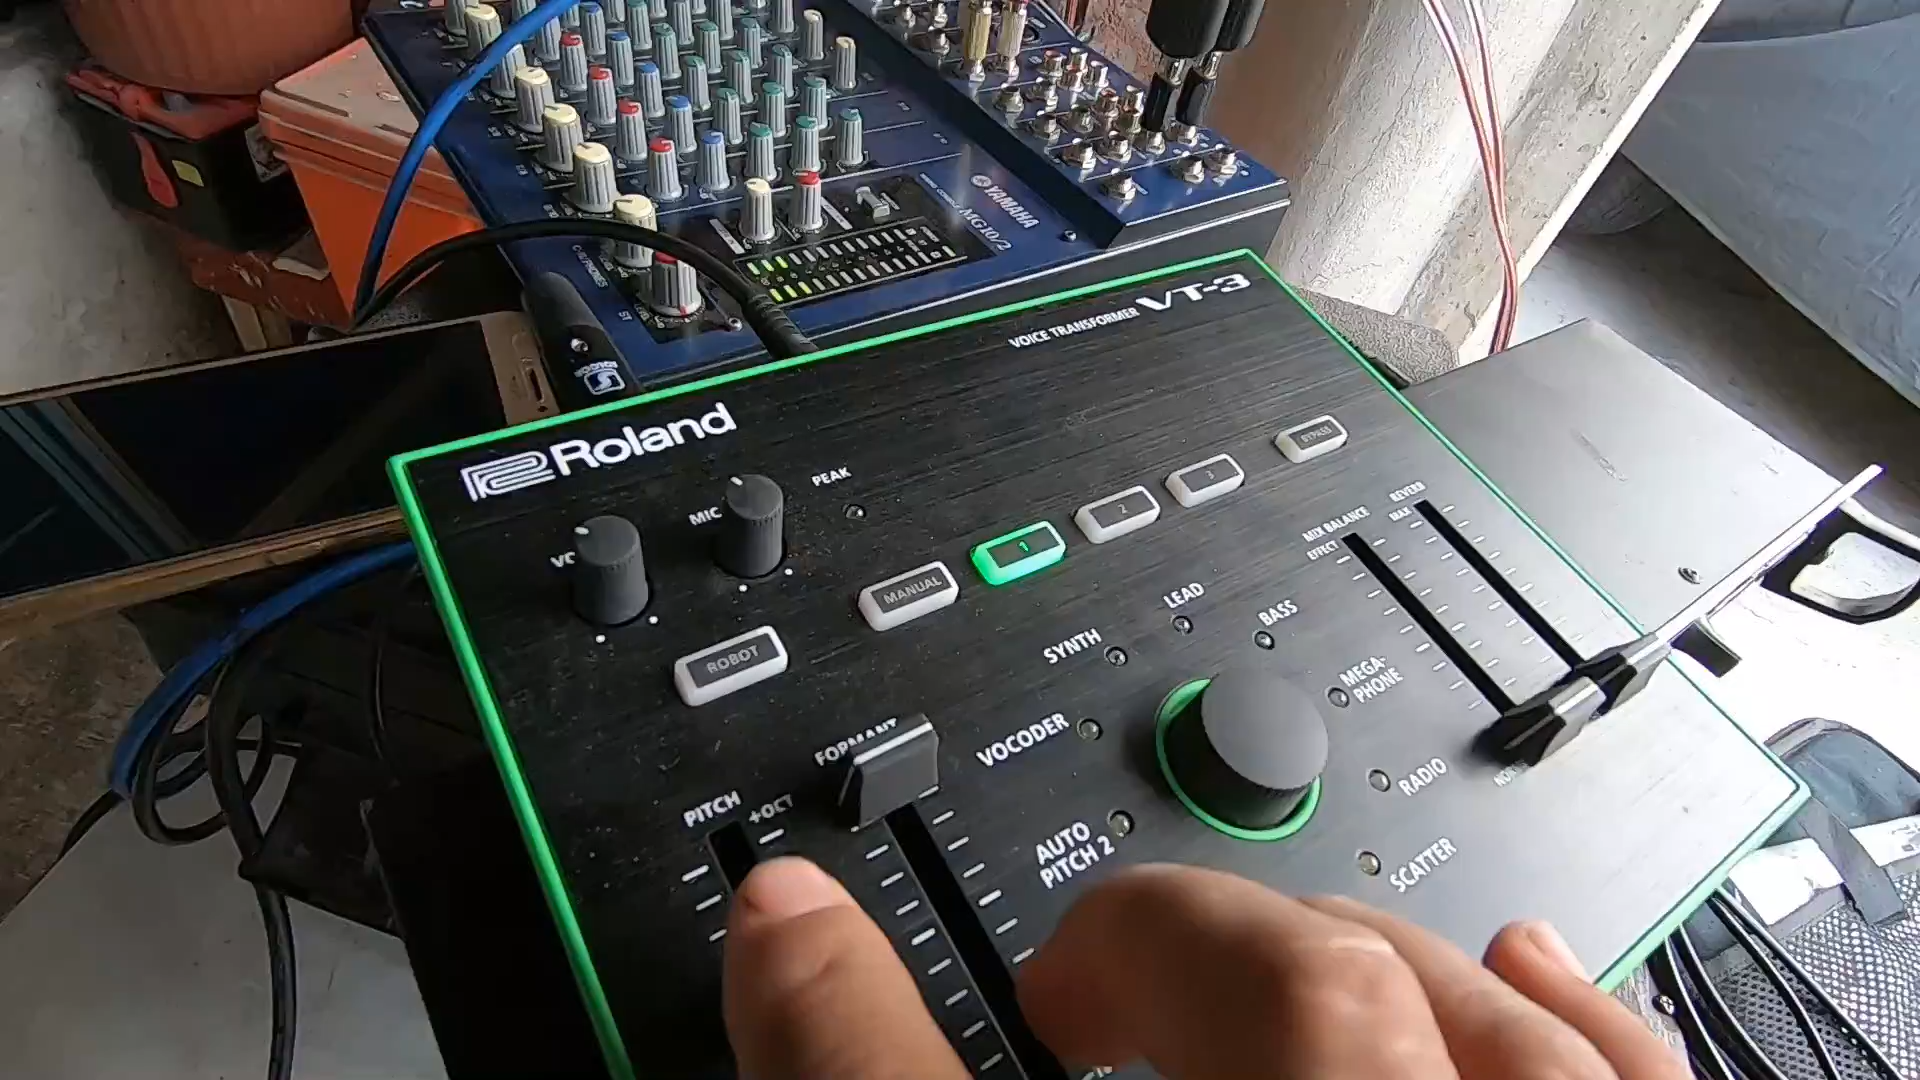 YAMAHA
MG10/2
VOICE TRANSFORMER VT-3
Roland
PEAK
MIC
BYPASS
3
2
1
MANUAL
ROBOT
REVERB
MAX
MIX BALANCE
EFFECT
LEAD
BASS
SYNTH
MEGA-
PHONE
VOCODER
RADIO
AUTO
PITCH 2
SCATTER
FORMANT
PITCH
+OCT